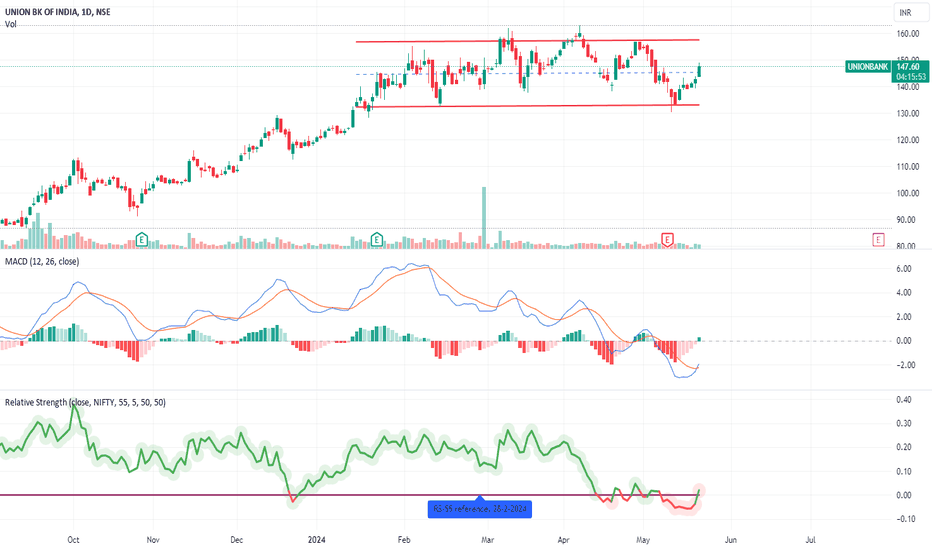 UNION BK OF INDIA, 1D, NSE
Vol
INR
160.00
150.00
UNIONBANK 147.60
04:15:53
140.00
130.00
120.00
110.00
100.00
90.00
80.00
E E E E
MACD (12, 26, close)
6.00
4.00
2.00
0.00
−2.00
Relative Strength (close, NIFTY, 55, 5, 50, 50)
0.40
0.30
0.20
0.10
0.00
RS-55 reference, 28-2-2024
−0.10
Oct Nov Dec 2024 Feb Mar Apr May Jun Jul